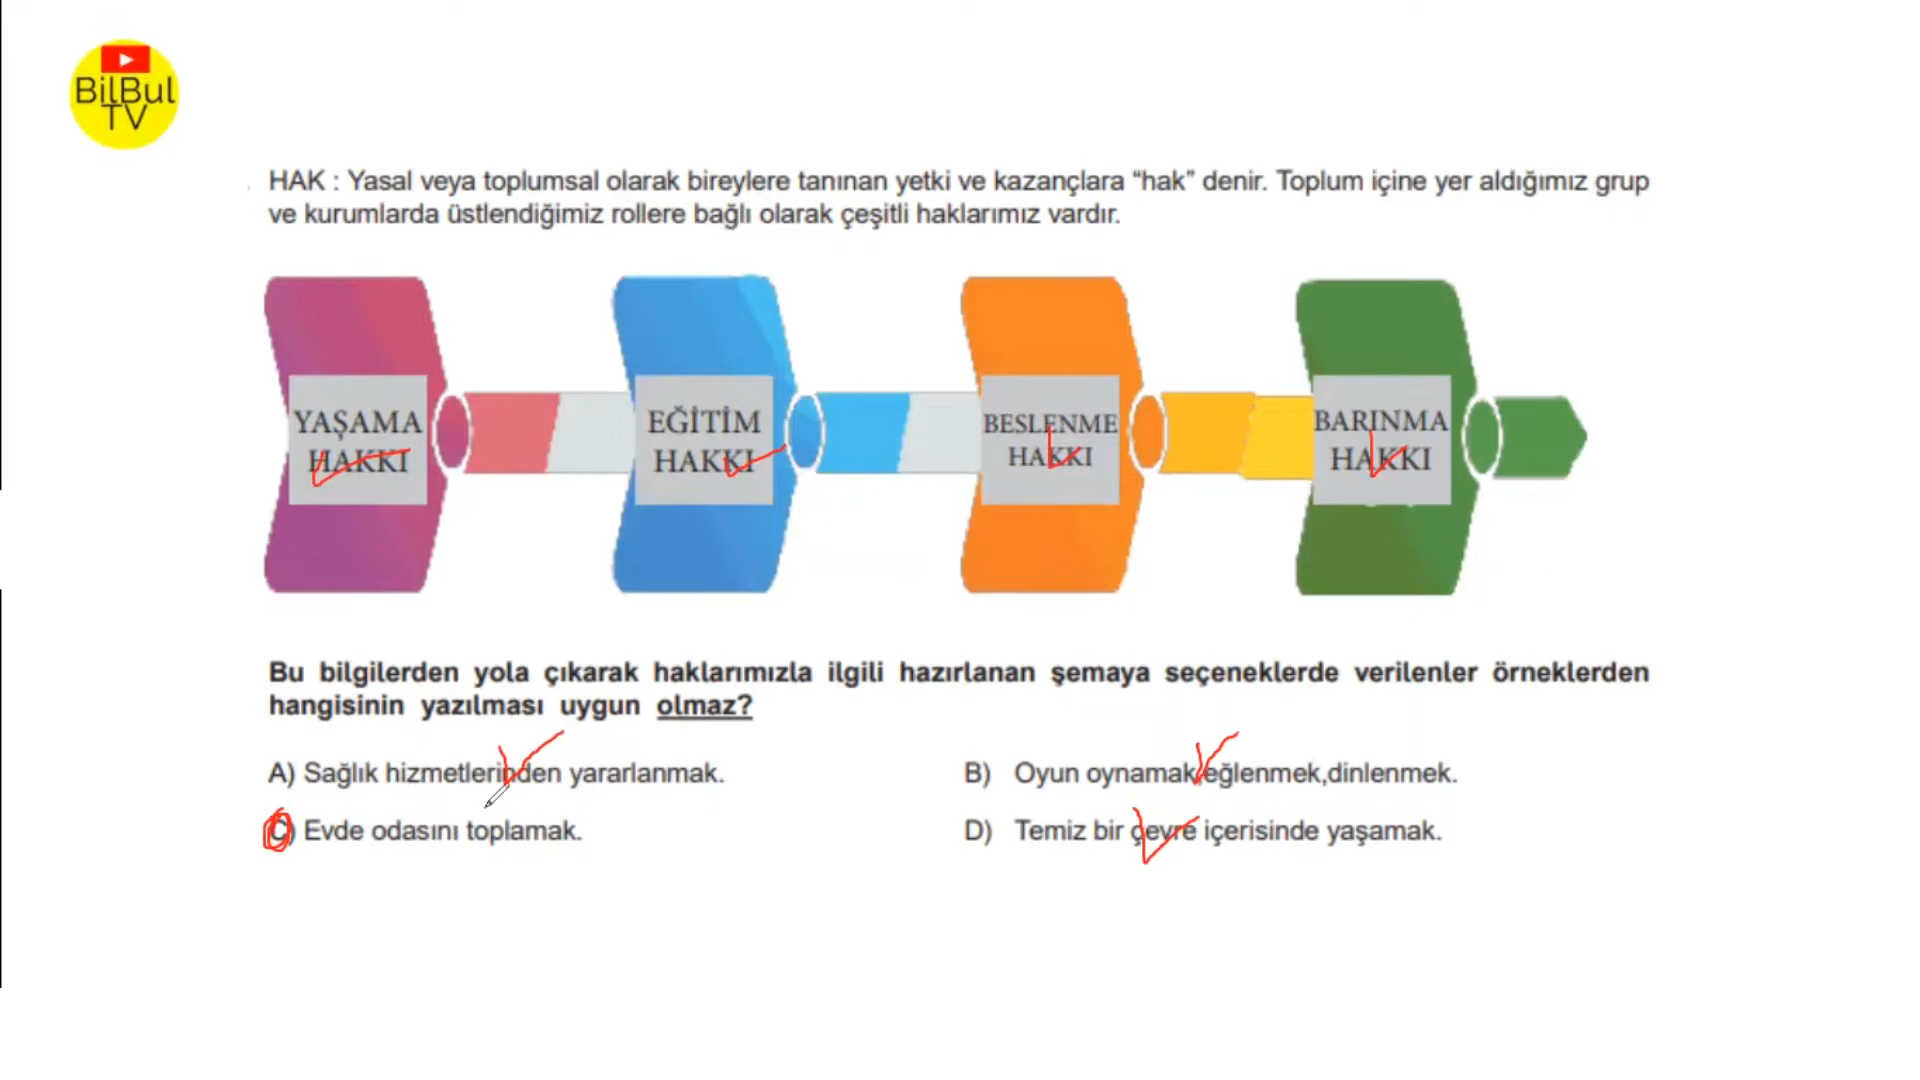 BilBul
TV
HAK : Yasal veya toplumsal olarak bireylere tanınan yetki ve kazançlara “hak” denir. Toplum içine yer aldığımız grup
ve kurumlarda üstlendiğimiz rollere bağlı olarak çeşitli haklarımız vardır.
YAŞAMA
HAKKI
EĞİTİM
HAKKI
BESLENME
HAKKI
BARINMA
HAKKI
Bu bilgilerden yola çıkarak haklarımızla ilgili hazırlanan şemaya seçeneklerde verilenler örneklerden
hangisinin yazılması uygun olmaz?
A) Sağlık hizmetlerinden yararlanmak.
B) Oyun oynamak,eğlenmek,dinlenmek.
C) Evde odasını toplamak.
D) Temiz bir çevre içerisinde yaşamak.